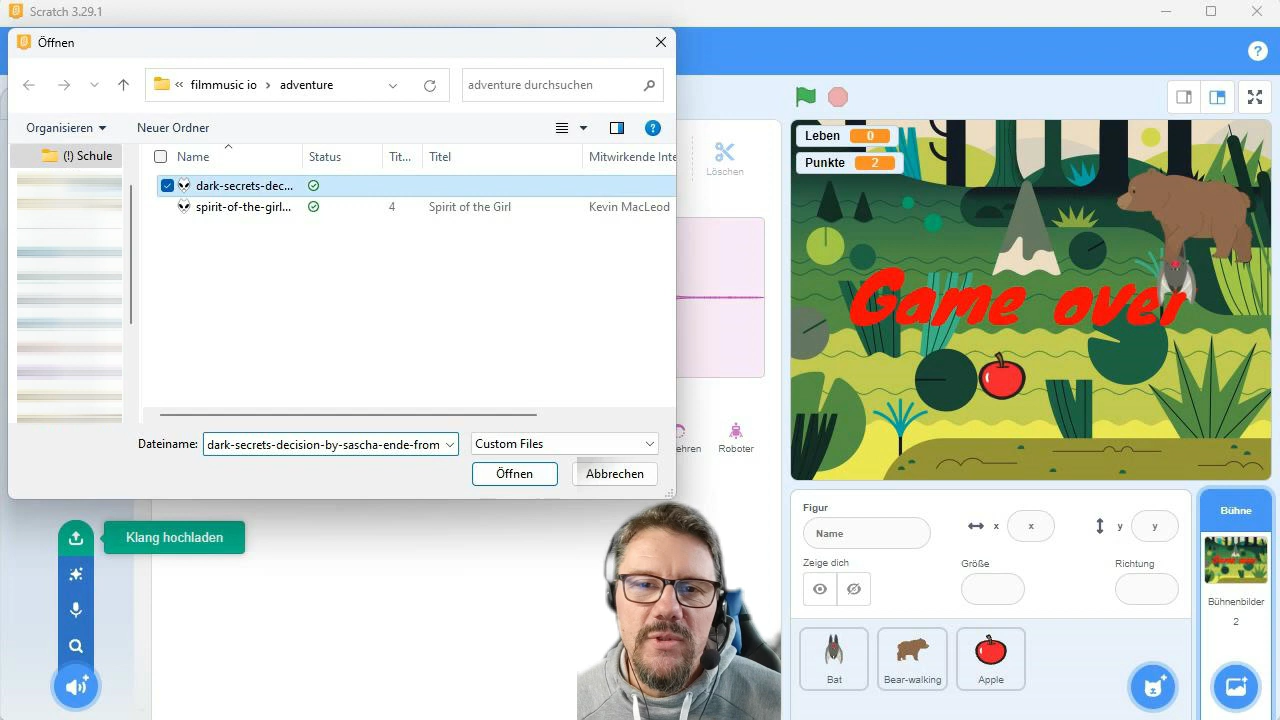 Scratch 3.29.1
Öffnen
« filmmusic io › adventure
adventure durchsuchen
Organisieren
Neuer Ordner
(!) Schule
Name
Status
Tit...
Titel
Mitwirkende Inte
dark-secrets-dec...
spirit-of-the-girl...
4
Spirit of the Girl
Kevin MacLeod
Dateiname:
dark-secrets-decision-by-sascha-ende-from
Custom Files
Öffnen
Abbrechen
Löschen
ehren
Roboter
Klang hochladen
Leben 0
Punkte 2
Game over
Figur
Name
x x
y y
Zeige dich
Größe
Richtung
Bat
Bear-walking
Apple
Bühne
Bühnenbilder
2